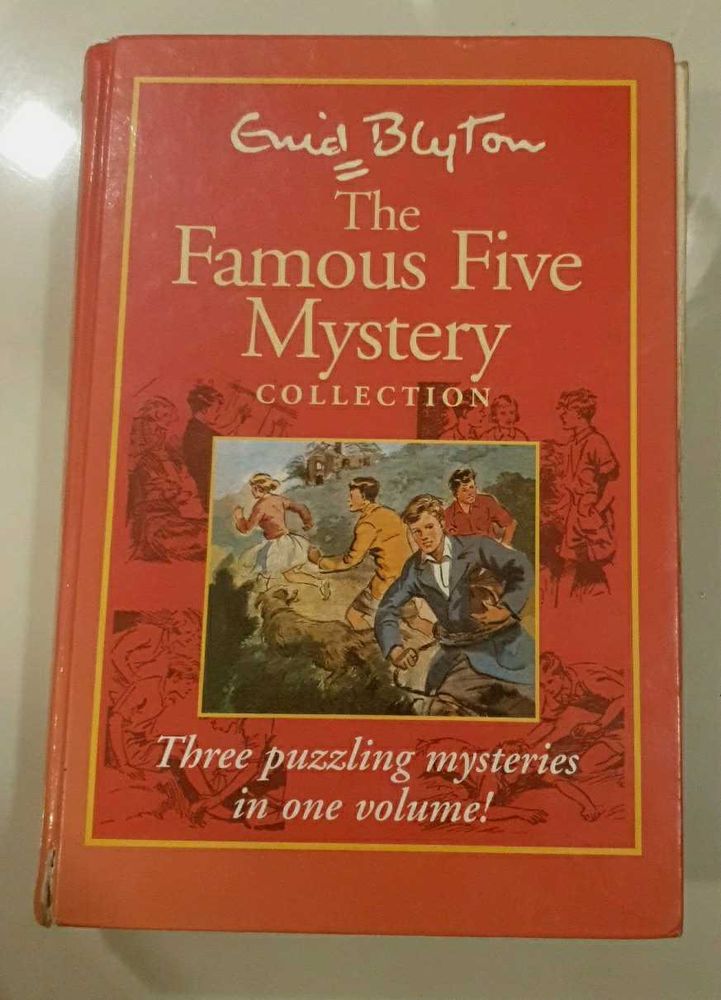 Enid Blyton
The
Famous Five
Mystery
COLLECTION
Three puzzling mysteries
in one volume!